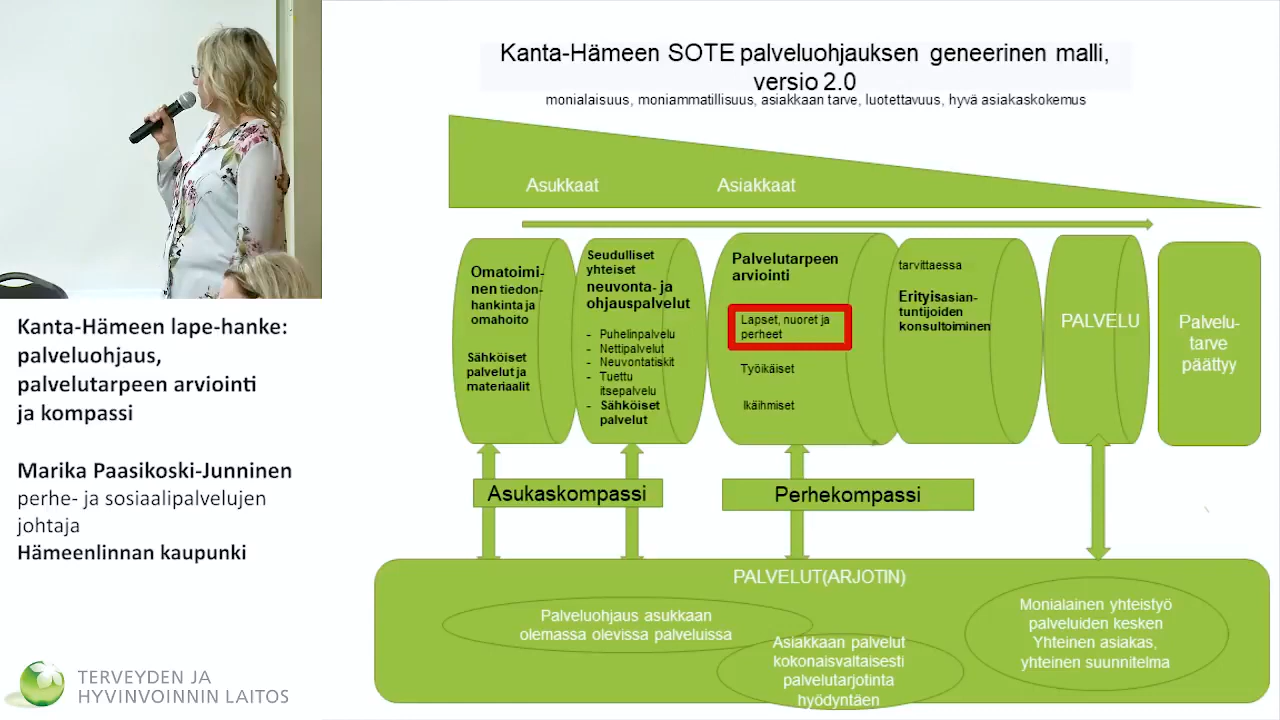 Kanta-Hämeen SOTE palveluohjauksen geneerinen malli,
versio 2.0
monialaisuus, moniammatillisuus, asiakkaan tarve, luotettavuus, hyvä asiakaskokemus
Asukkaat
Asiakkaat
Omatoimi-
nen tiedon-
hankinta ja
omahoito
Sähköiset
palvelut ja
materiaalit
Seudulliset
yhteiset
neuvonta- ja
ohjauspalvelut
- Puhelinpalvelu
- Nettipalvelut
- Neuvontatiskit
- Tuettu
itsepalvelu
- Sähköiset
palvelut
Palvelutarpeen
arviointi
Lapset, nuoret ja
perheet
Työikäiset
Ikäihmiset
tarvittaessa
Erityisasian-
tuntijoiden
konsultoiminen
PALVELU
Palvelu-
tarve
päättyy
Asukaskompassi
Perhekompassi
PALVELUT(ARJOTIN)
Palveluohjaus asukkaan
olemassa olevissa palveluissa
Asiakkaan palvelut
kokonaisvaltaisesti
palvelutarjotinta
hyödyntäen
Monialainen yhteistyö
palveluiden kesken
Yhteinen asiakas,
yhteinen suunnitelma
Kanta-Hämeen lape-hanke:
palveluohjaus,
palvelutarpeen arviointi
ja kompassi
Marika Paasikoski-Junninen
perhe- ja sosiaalipalvelujen
johtaja
Hämeenlinnan kaupunki
TERVEYDEN JA
HYVINVOINNIN LAITOS